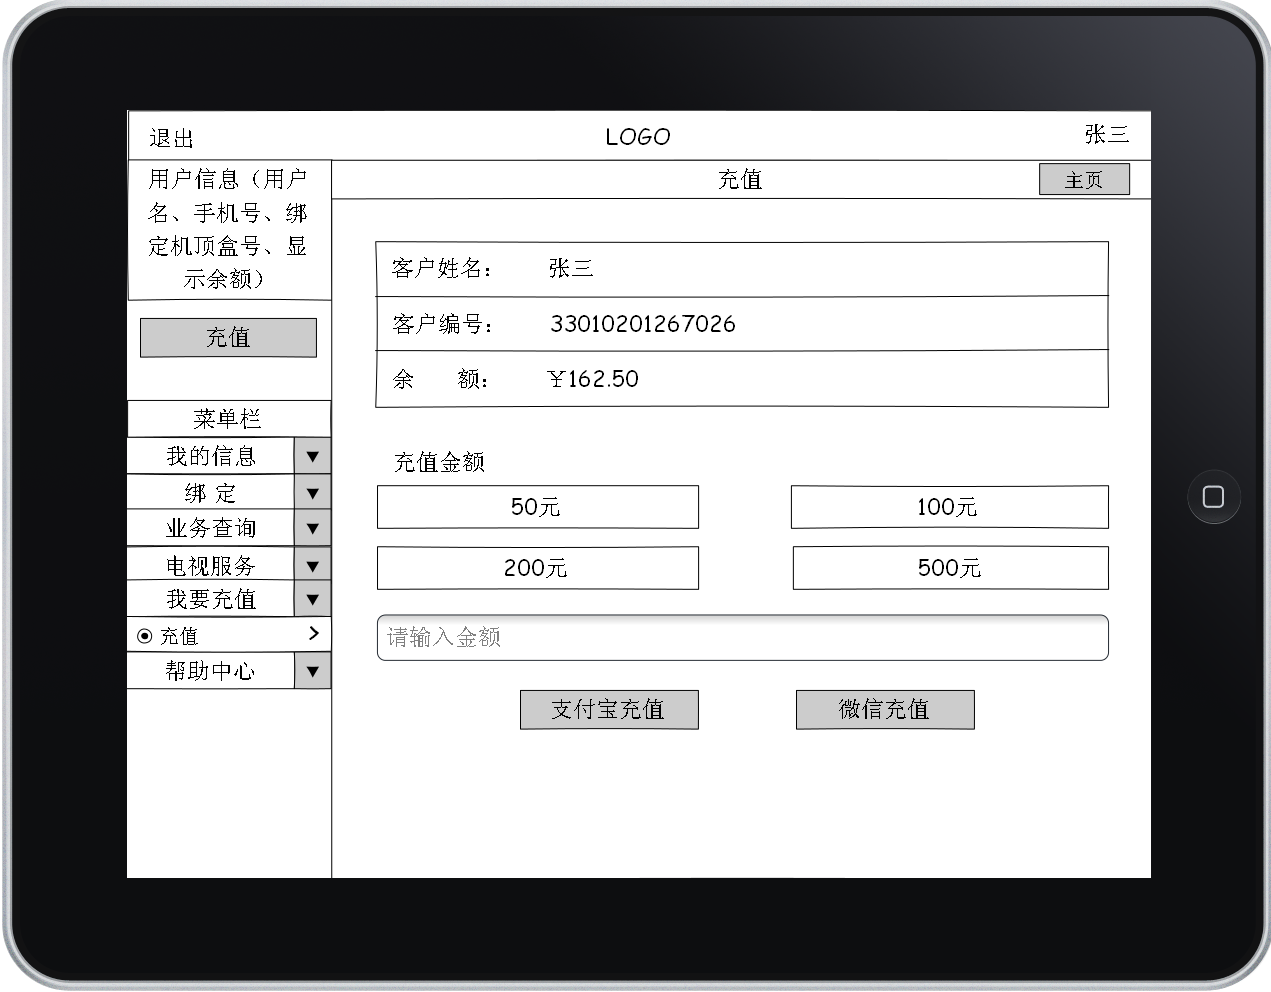 退出
LOGO
张三
用户信息（用户
名、手机号、绑
定机顶盒号、显
示余额）
充值
菜单栏
我的信息
绑 定
业务查询
电视服务
我要充值
充值
帮助中心
充值
主页
客户姓名： 张三
客户编号： 33010201267026
余 额： ￥162.50
充值金额
50元
100元
200元
500元
请输入金额
支付宝充值
微信充值